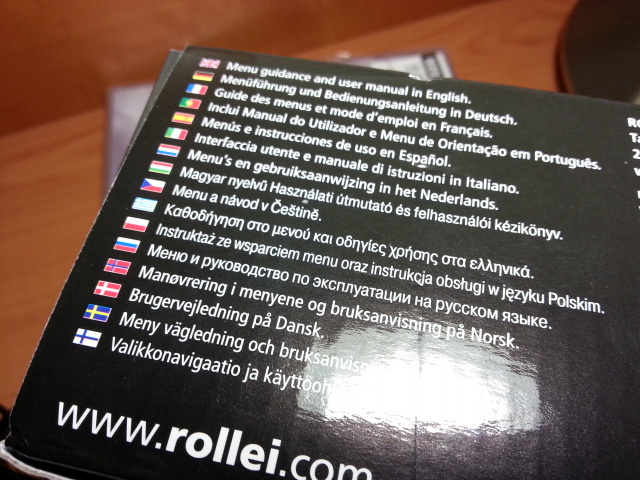 Menu guidance and user manual in English.
Menüführung und Bedienungsanleitung in Deutsch.
Guide des menus et mode d'emploi en Français.
Inclui Manual do Utilizador e Menu de Orientação em Português.
Menús e instrucciones de uso en Español.
Interfaccia utente e manuale di istruzioni in Italiano.
Menu's en gebruiksaanwijzing in het Nederlands.
Magyar nyelvű Használati útmutató és felhasználói kézikönyv.
Menu a návod v Češtině.
Καθοδήγηση στο μενού και οδηγίες χρήσης στα ελληνικά.
Instruktaż ze wsparciem menu oraz instrukcja obsługi w języku Polskim.
Меню и руководство по эксплуатации на русском языке.
Manøvrering i menyene og bruksanvisning på Norsk.
Brugervejledning på Dansk.
Meny vägledning och
Valikkonavigaatio ja
www.rollei.com